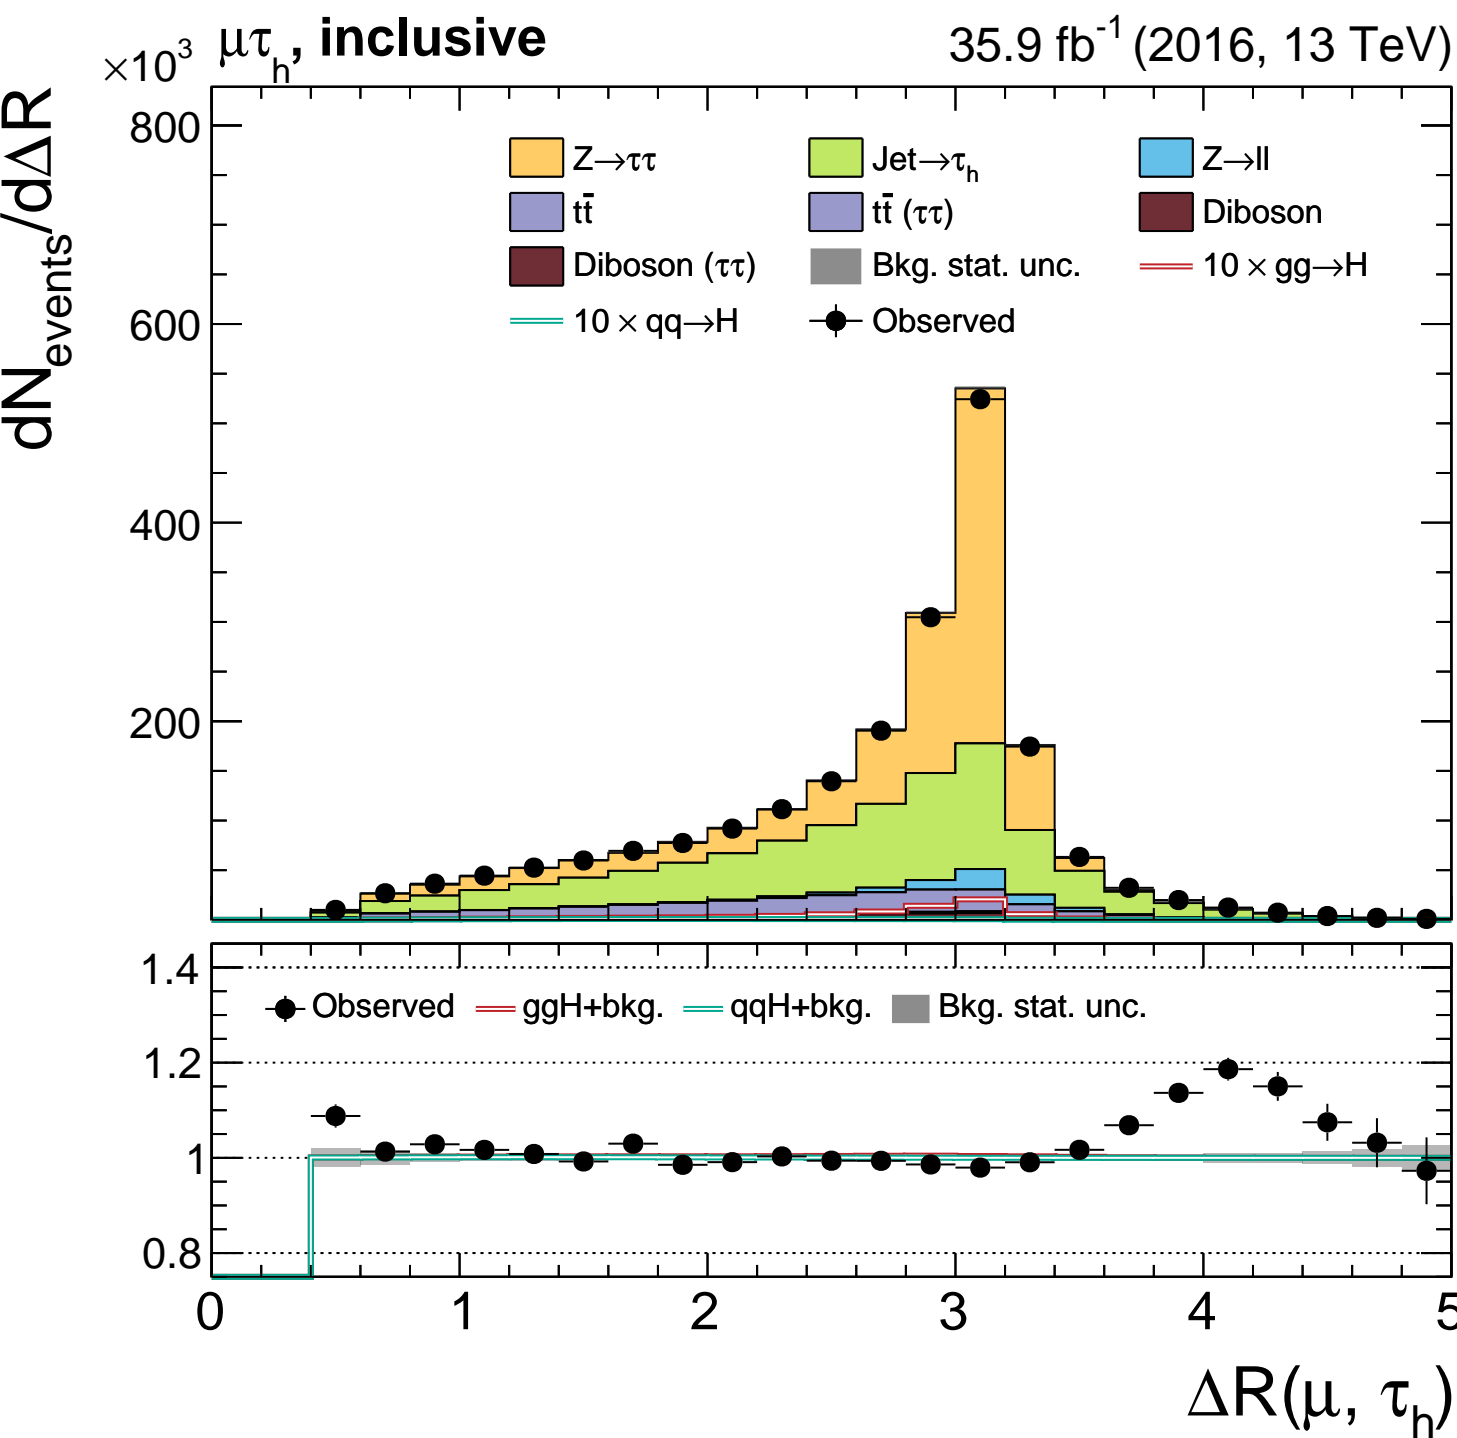 ×10³ μτₕ, inclusive 35.9 fb⁻¹ (2016, 13 TeV)
dN_events/dΔR
800
600
400
200
Z→ττ Jet→τₕ Z→ll
tt̄ tt̄ (ττ) Diboson
Diboson (ττ) Bkg. stat. unc. 10 × gg→H
10 × qq→H Observed
1.4
1.2
1
0.8
Observed ggH+bkg. qqH+bkg. Bkg. stat. unc.
0 1 2 3 4 5
ΔR(μ, τₕ)